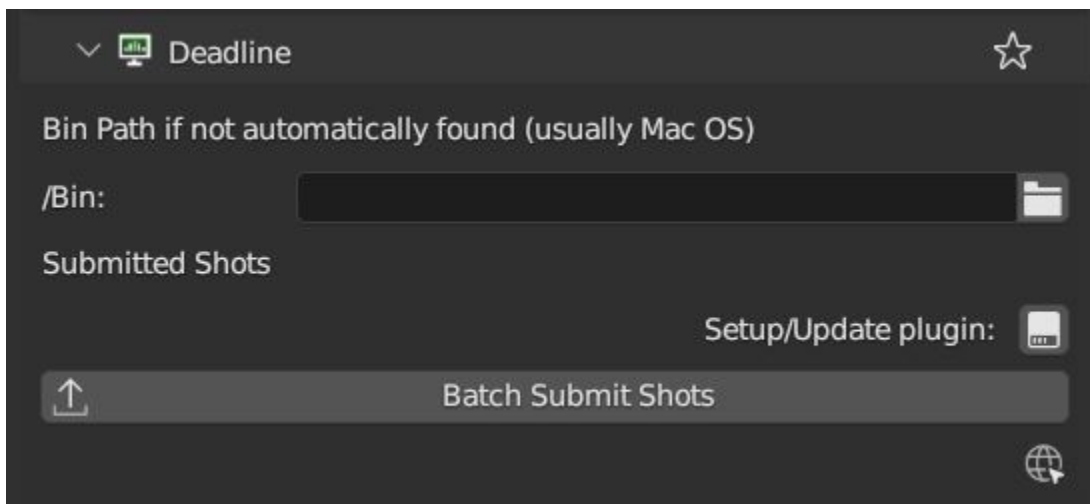 Deadline
Bin Path if not automatically found (usually Mac OS)
/Bin:
Submitted Shots
Setup/Update plugin:
Batch Submit Shots